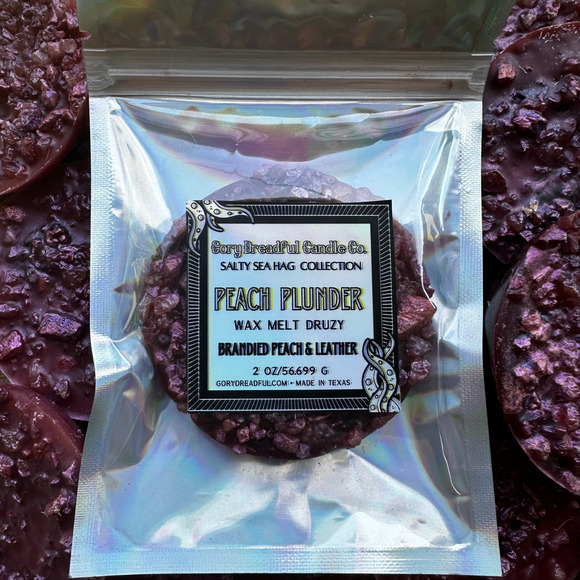 Gory Dreadful Candle Co.
SALTY SEA HAG COLLECTION
PEACH PLUNDER
WAX MELT DRUZY
BRANDIED PEACH & LEATHER
2 OZ/56.699 G
GORYDREADFUL.COM • MADE IN TEXAS